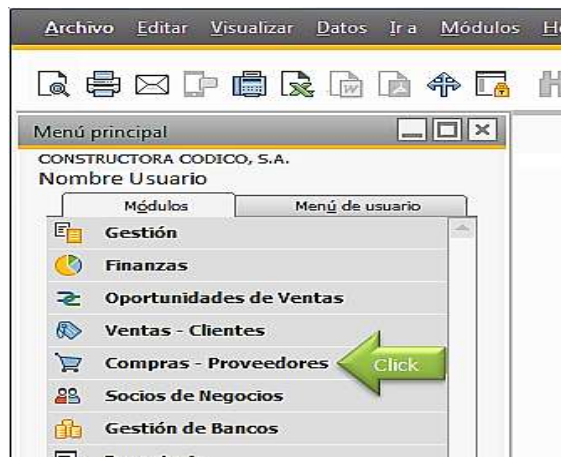 Archivo Editar Visualizar Datos Ir a Módulos
Menú principal
CONSTRUCTORA CODICO, S.A.
Nombre Usuario
Módulos Menú de usuario
Gestión
Finanzas
Oportunidades de Ventas
Ventas - Clientes
Compras - Proveedores Click
Socios de Negocios
Gestión de Bancos